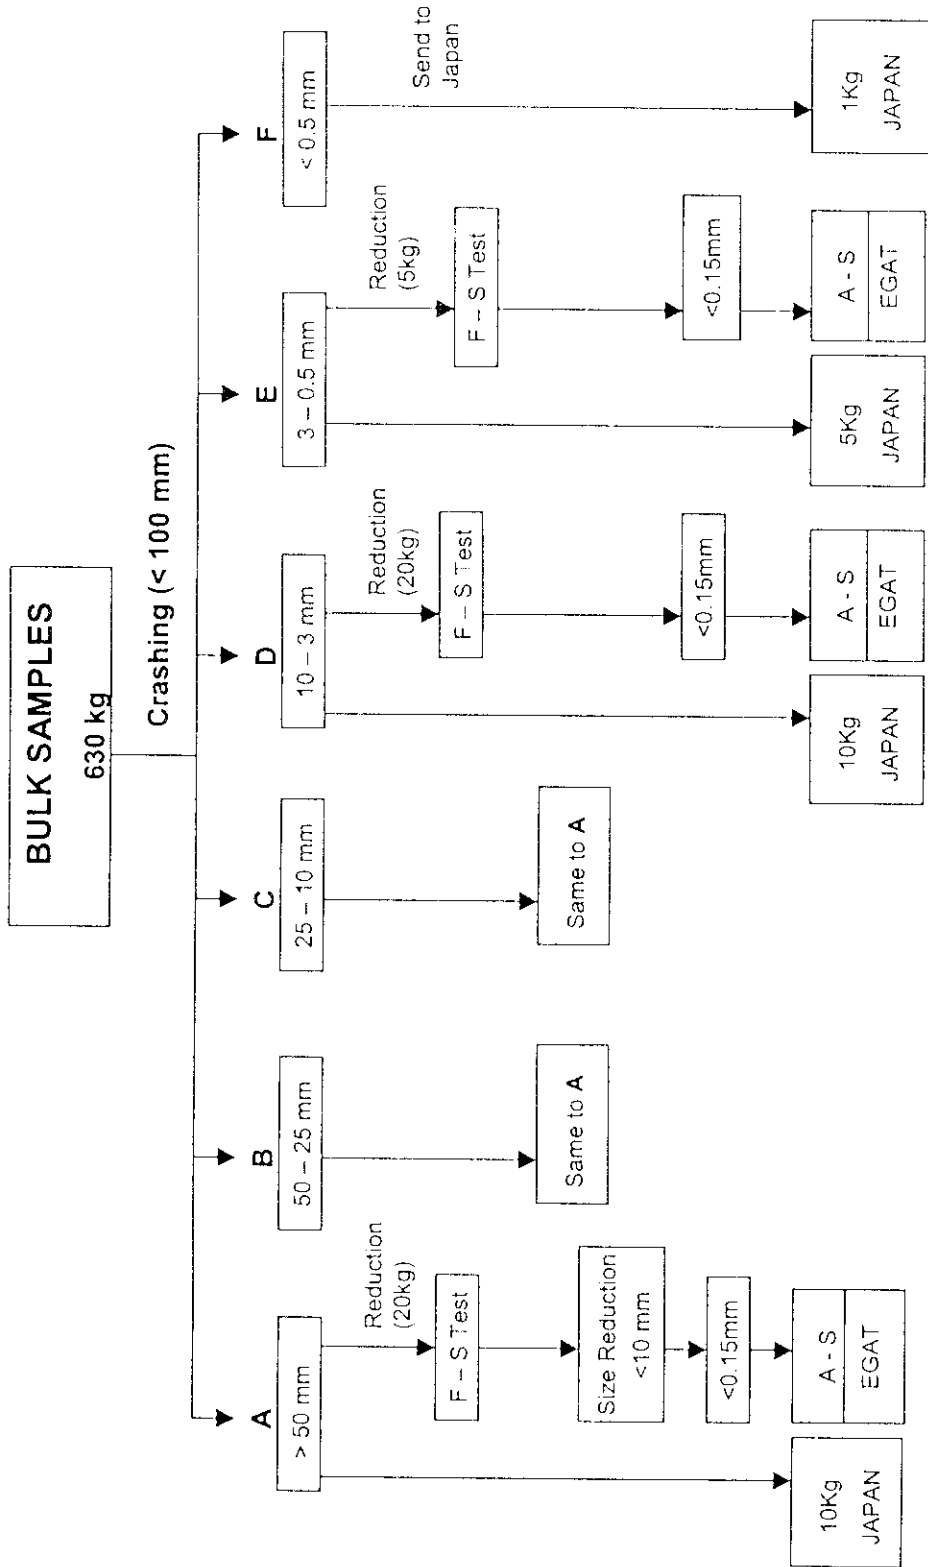 BULK SAMPLES
630 kg
Crashing (< 100 mm)
A
> 50 mm
Reduction
(20kg)
F – S Test
Size Reduction
<10 mm
<0.15mm
10Kg
JAPAN
A - S
EGAT
B
50 – 25 mm
Same to A
C
25 – 10 mm
Same to A
D
10 – 3 mm
Reduction
(20kg)
F – S Test
<0.15mm
10Kg
JAPAN
A - S
EGAT
E
3 – 0.5 mm
Reduction
(5kg)
F – S Test
<0.15mm
5Kg
JAPAN
A - S
EGAT
F
< 0.5 mm
Send to
Japan
1Kg
JAPAN